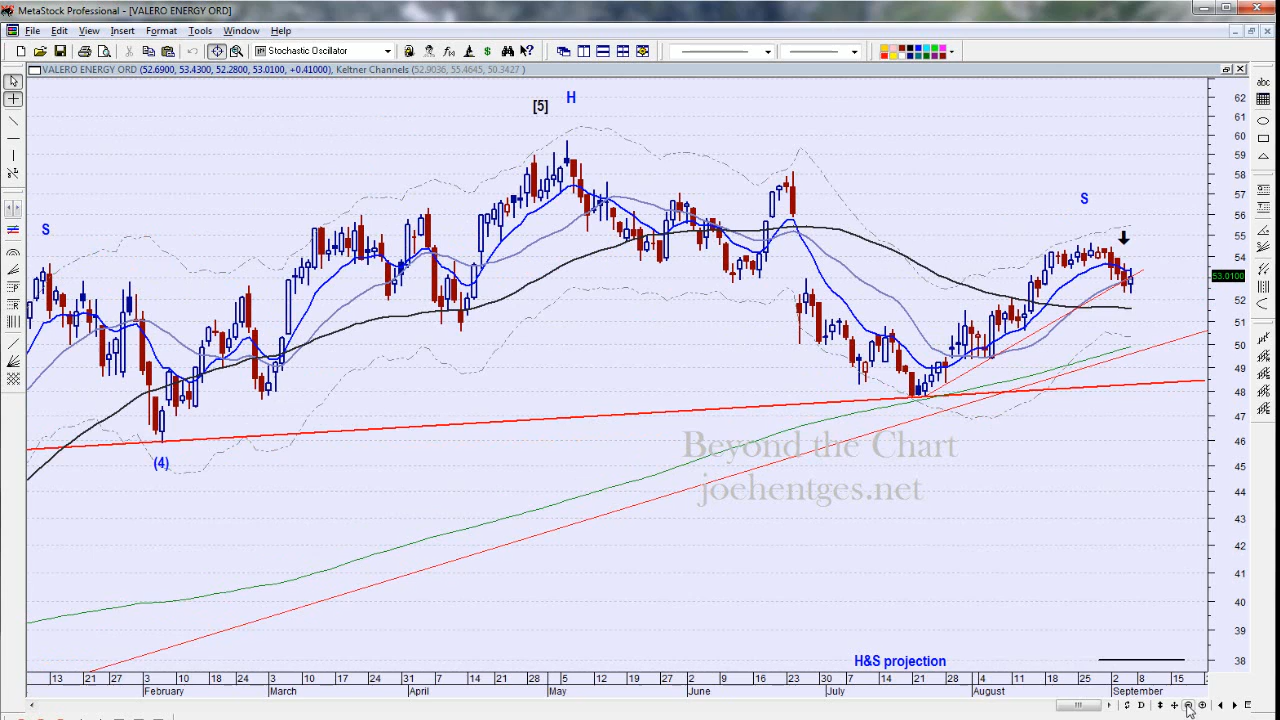 MetaStock Professional - [VALERO ENERGY ORD]
File Edit View Insert Format Tools Window Help
Stochastic Oscillator
VALERO ENERGY ORD (52.6900, 53.4300, 52.2800, 53.0100, +0.41000), Keltner Channels (52.9036, 55.4645, 50.3427 )
[5] H
S
S
(4)
Beyond the Chart
joehentges.net
H&S projection
62
61
60
59
58
57
56
55
54
53.0100
52
51
50
49
48
47
46
45
44
43
42
41
40
39
38
13 21 27 3 10 18 24 3 10 17 24 31 7 14 21 28 5 12 19 27 2 9 16 23 30 7 14 21 28 4 11 18 25 2 8 15
February March April May June July August September
abc
D